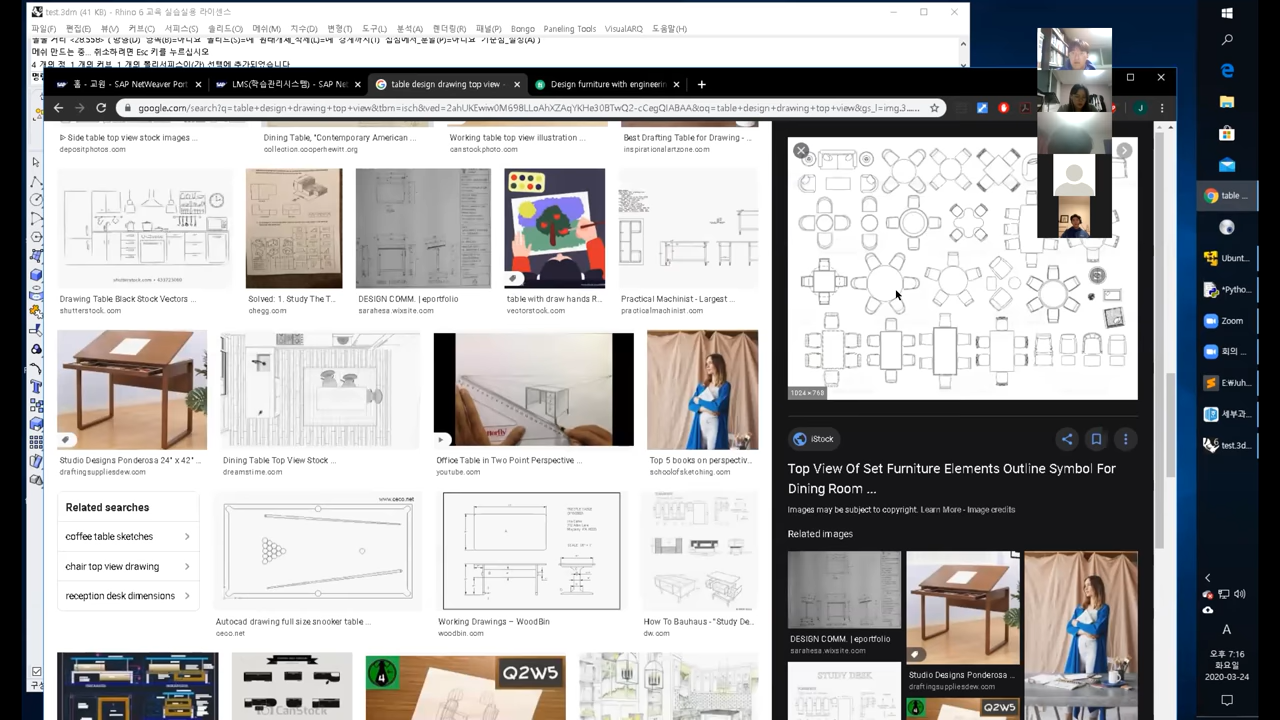 test.3dm (41 KB) - Rhino 6 교육 실습실용 라이센스
파일(F) 편집(E) 뷰(V) 커브(C) 서피스(S) 솔리드(O) 메쉬(M) 치수(D) 변형(T) 도구(L) 분석(A) 렌더링(R) 패널(P) Bongo Paneling Tools VisualARQ 도움말(H)
메쉬 만드는 중... 취소하려면 Esc 키를 누르십시오
홈 - 교원 - SAP NetWeaver Port
LMS(학습관리시스템) - SAP Net
table design drawing top view -
Design furniture with engineerin
table ...
Side table top view stock images ...
depositphotos.com
Dining Table, "Contemporary American ...
collection.cooperhewitt.org
Working table top view illustration ...
canstockphoto.com
Best Drafting Table for Drawing - ...
inspirationalartzone.com
Drawing Table Black Stock Vectors ...
shutterstock.com
Solved: 1. Study The T...
chegg.com
DESIGN COMM. | eportfolio
sarahesa.wixsite.com
table with draw hands R...
vectorstock.com
Practical Machinist - Largest ...
practicalmachinist.com
Studio Designs Ponderosa 24" x 42" ...
draftingsuppliesdew.com
Dining Table Top View Stock ...
dreamstime.com
Office Table in Two Point Perspective ...
youtube.com
Top 5 books on perspectiv...
schoolofsketching.com
Related searches
coffee table sketches
chair top view drawing
reception desk dimensions
www.ceco.net
Autocad drawing full size snooker table ...
ceco.net
Working Drawings – WoodBin
woodbin.com
How To Bauhaus - "Study De...
dw.com
4
Q2W5
CanStock
1024 × 768
iStock
Top View Of Set Furniture Elements Outline Symbol For
Dining Room ...
Images may be subject to copyright. Learn More - Image credits
Related images
DESIGN COMM. | eportfolio
sarahesa.wixsite.com
Studio Designs Ponderosa ...
draftingsuppliesdew.com
STUDY DESK
Q2W5
Ubunt...
*Pytho...
Zoom
회의 ...
E:₩Juh...
세부과...
test.3d...
A
오후 7:16
화요일
2020-03-24